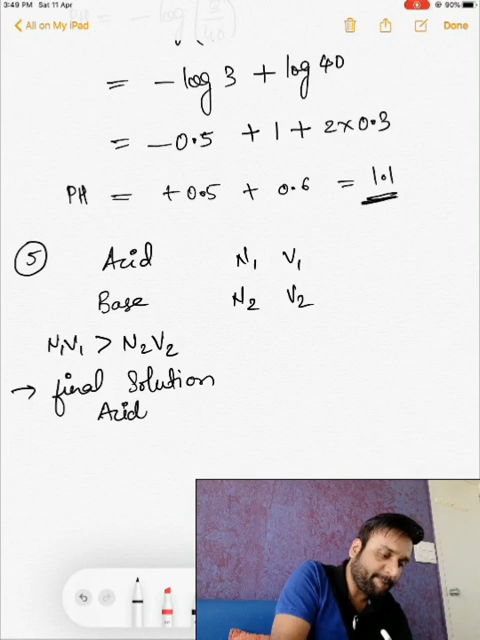 3:49 PM Sat 11 Apr
90%
All on My iPad
Done
= -log 3 + log 40
= -0.5 + 1 + 2×0.3
PH = +0.5 + 0.6 = 1.1
5 Acid N₁ V₁
Base N₂ V₂
N₁V₁ > N₂V₂
→ final Solution
Acid